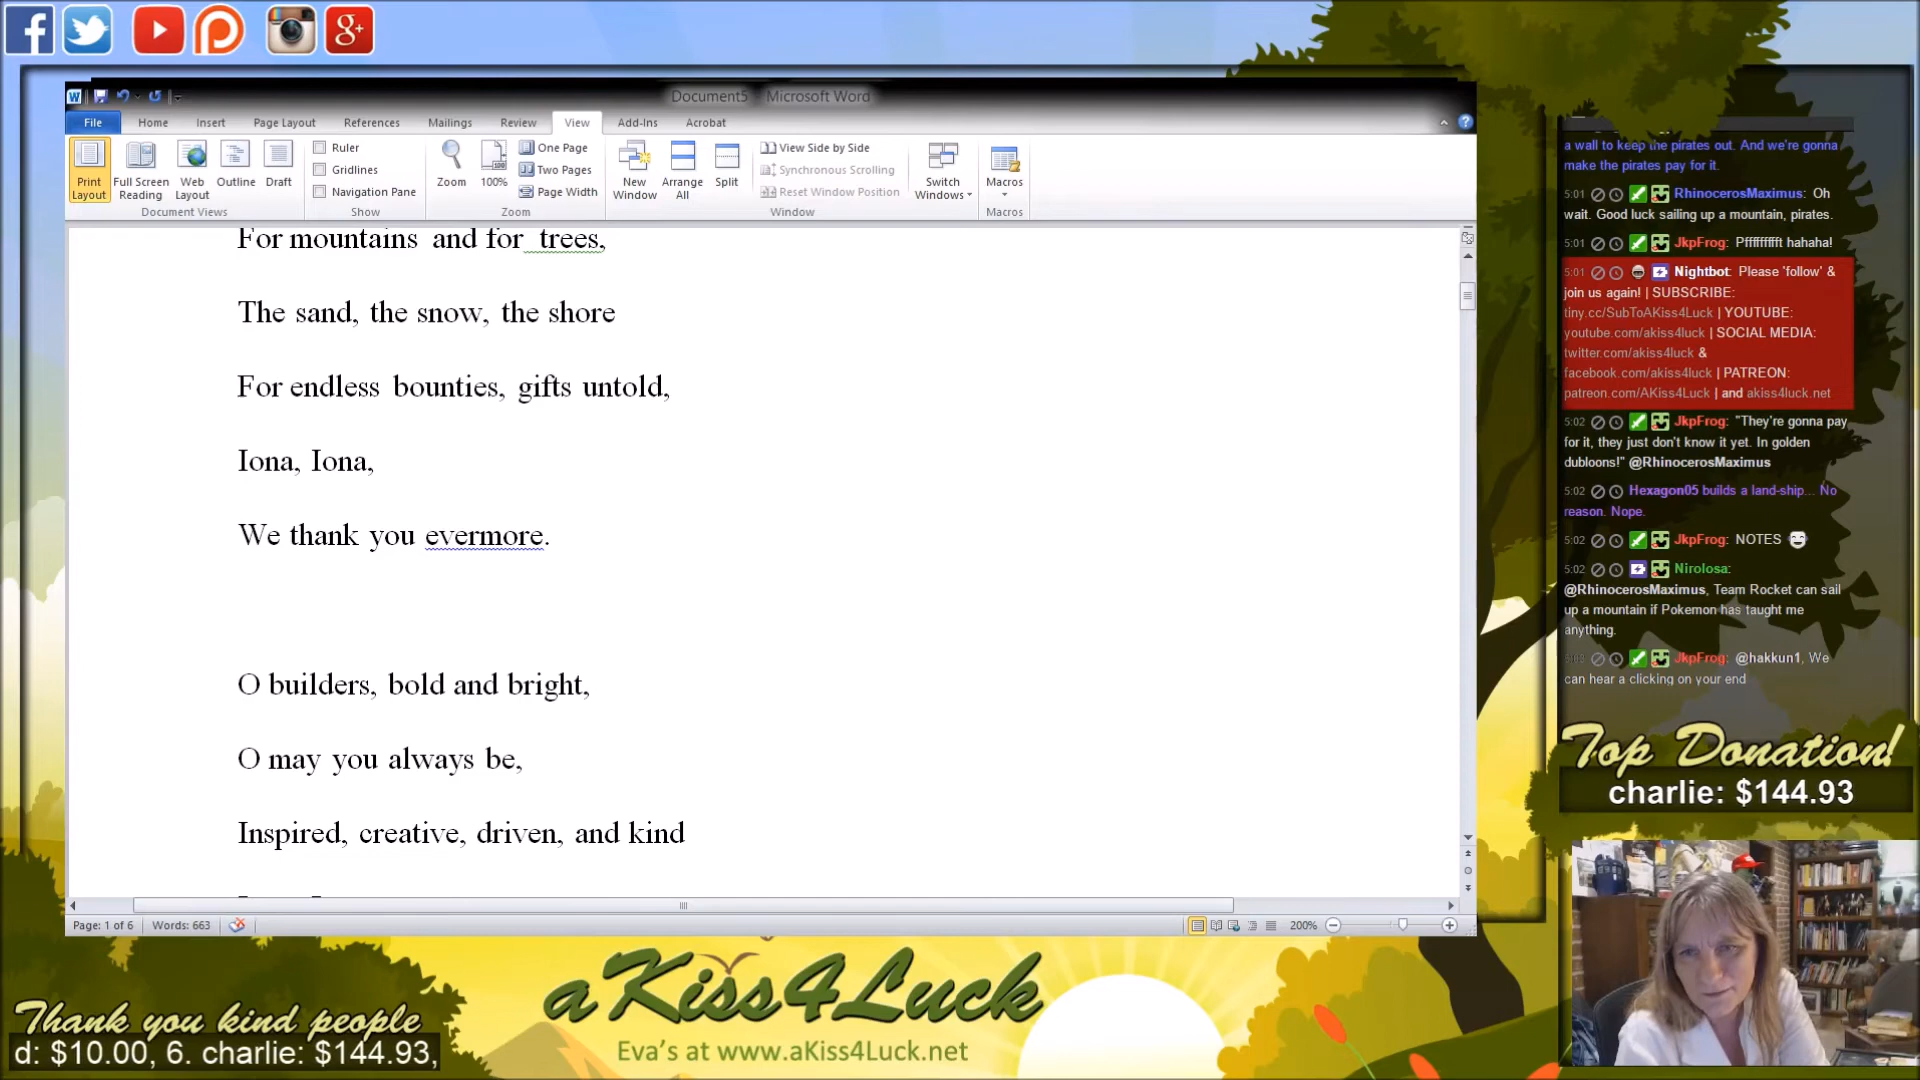 Document5 - Microsoft Word
File Home Insert Page Layout References Mailings Review View Add-Ins Acrobat
Print Layout
Full Screen Reading
Web Layout
Outline
Draft
Document Views
Ruler
Gridlines
Navigation Pane
Show
Zoom
100%
One Page
Two Pages
Page Width
Zoom
New Window
Arrange All
Split
View Side by Side
Synchronous Scrolling
Reset Window Position
Window
Switch Windows
Macros
Macros
For mountains and for trees,
The sand, the snow, the shore
For endless bounties, gifts untold,
Iona, Iona,
We thank you evermore.
O builders, bold and bright,
O may you always be,
Inspired, creative, driven, and kind
Page: 1 of 6 Words: 663
200%
a wall to keep the pirates out. And we're gonna
make the pirates pay for it.
5:01 RhinocerosMaximus: Oh
wait. Good luck sailing up a mountain, pirates.
5:01 JkpFrog: Pffffffffft hahaha!
5:01 Nightbot: Please 'follow' &
join us again! | SUBSCRIBE:
tiny.cc/SubToAKiss4Luck | YOUTUBE:
youtube.com/akiss4luck | SOCIAL MEDIA:
twitter.com/akiss4luck &
facebook.com/akiss4luck | PATREON:
patreon.com/AKiss4Luck | and akiss4luck.net
5:02 JkpFrog: "They're gonna pay
for it, they just don't know it yet. In golden
dubloons!" @RhinocerosMaximus
5:02 Hexagon05 builds a land-ship... No
reason. Nope.
5:02 JkpFrog: NOTES
5:02 Nirolosa:
@RhinocerosMaximus, Team Rocket can sail
up a mountain if Pokemon has taught me
anything.
JkpFrog: @hakkun1, We
can hear a clicking on your end
Top Donation!
charlie: $144.93
Thank you kind people
d: $10.00, 6. charlie: $144.93,
aKiss4Luck
Eva's at www.aKiss4Luck.net